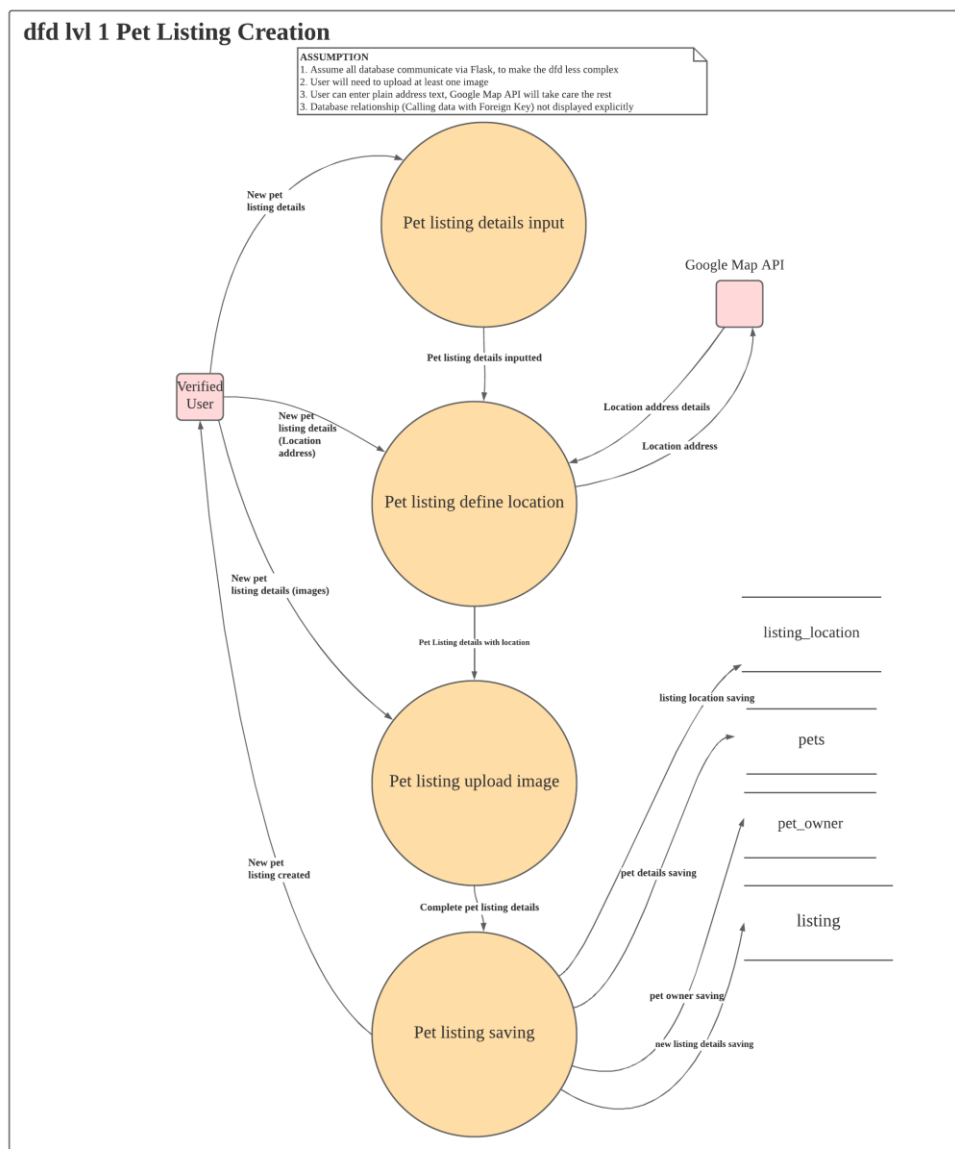 dfd lvl 1 Pet Listing Creation
ASSUMPTION
1. Assume all database communicate via Flask, to make the dfd less complex
2. User will need to upload at least one image
3. User can enter plain address text, Google Map API will take care the rest
3. Database relationship (Calling data with Foreign Key) not displayed explicitly
New pet
listing details
Pet listing details input
Google Map API
Pet listing details inputted
Verified
User
New pet
listing details
(Location
address)
Location address details
Location address
Pet listing define location
New pet
listing details (images)
Pet Listing details with location
listing_location
listing location saving
pets
Pet listing upload image
pet_owner
New pet
listing created
pet details saving
Complete pet listing details
listing
pet owner saving
Pet listing saving
new listing details saving